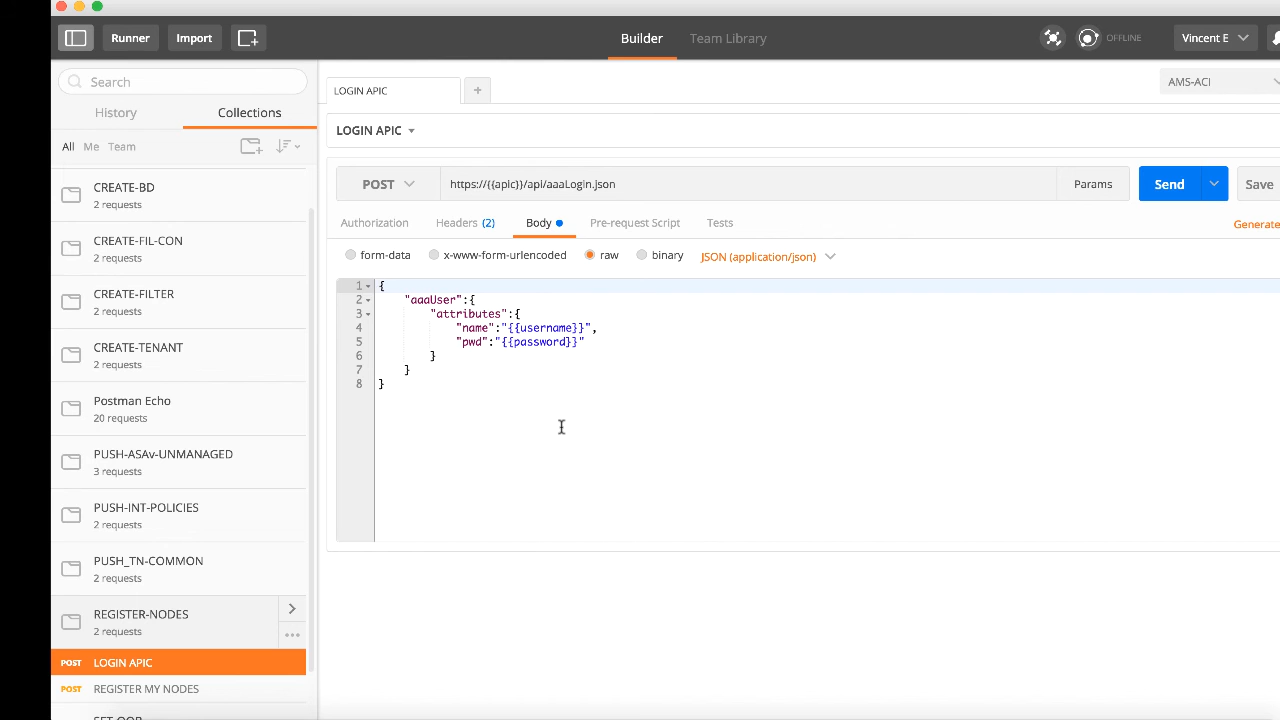 Runner
Import
Builder
Team Library
OFFLINE
Vincent E
Search
History
Collections
All
Me
Team
CREATE-BD
2 requests
CREATE-FIL-CON
2 requests
CREATE-FILTER
2 requests
CREATE-TENANT
2 requests
Postman Echo
20 requests
PUSH-ASAv-UNMANAGED
3 requests
PUSH-INT-POLICIES
2 requests
PUSH_TN-COMMON
2 requests
REGISTER-NODES
2 requests
POST LOGIN APIC
POST REGISTER MY NODES
LOGIN APIC
AMS-ACI
LOGIN APIC
POST
https://{{apic}}/api/aaaLogin.json
Params
Send
Save
Authorization
Headers (2)
Body
Pre-request Script
Tests
Generate
form-data
x-www-form-urlencoded
raw
binary
JSON (application/json)
1 {
2 "aaaUser":{
3 "attributes":{
4 "name":"{{username}}",
5 "pwd":"{{password}}"
6 }
7 }
8 }